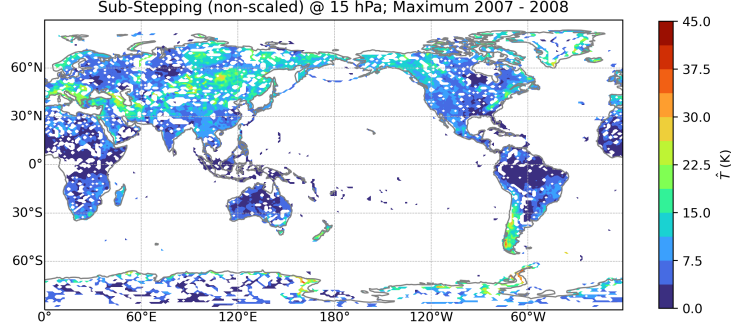 Sub-Stepping (non-scaled) @ 15 hPa; Maximum 2007 - 2008
60°N
30°N
0°
30°S
60°S
0°
60°E
120°E
180°
120°W
60°W
45.0
37.5
30.0
22.5
15.0
7.5
0.0
T̂ (K)